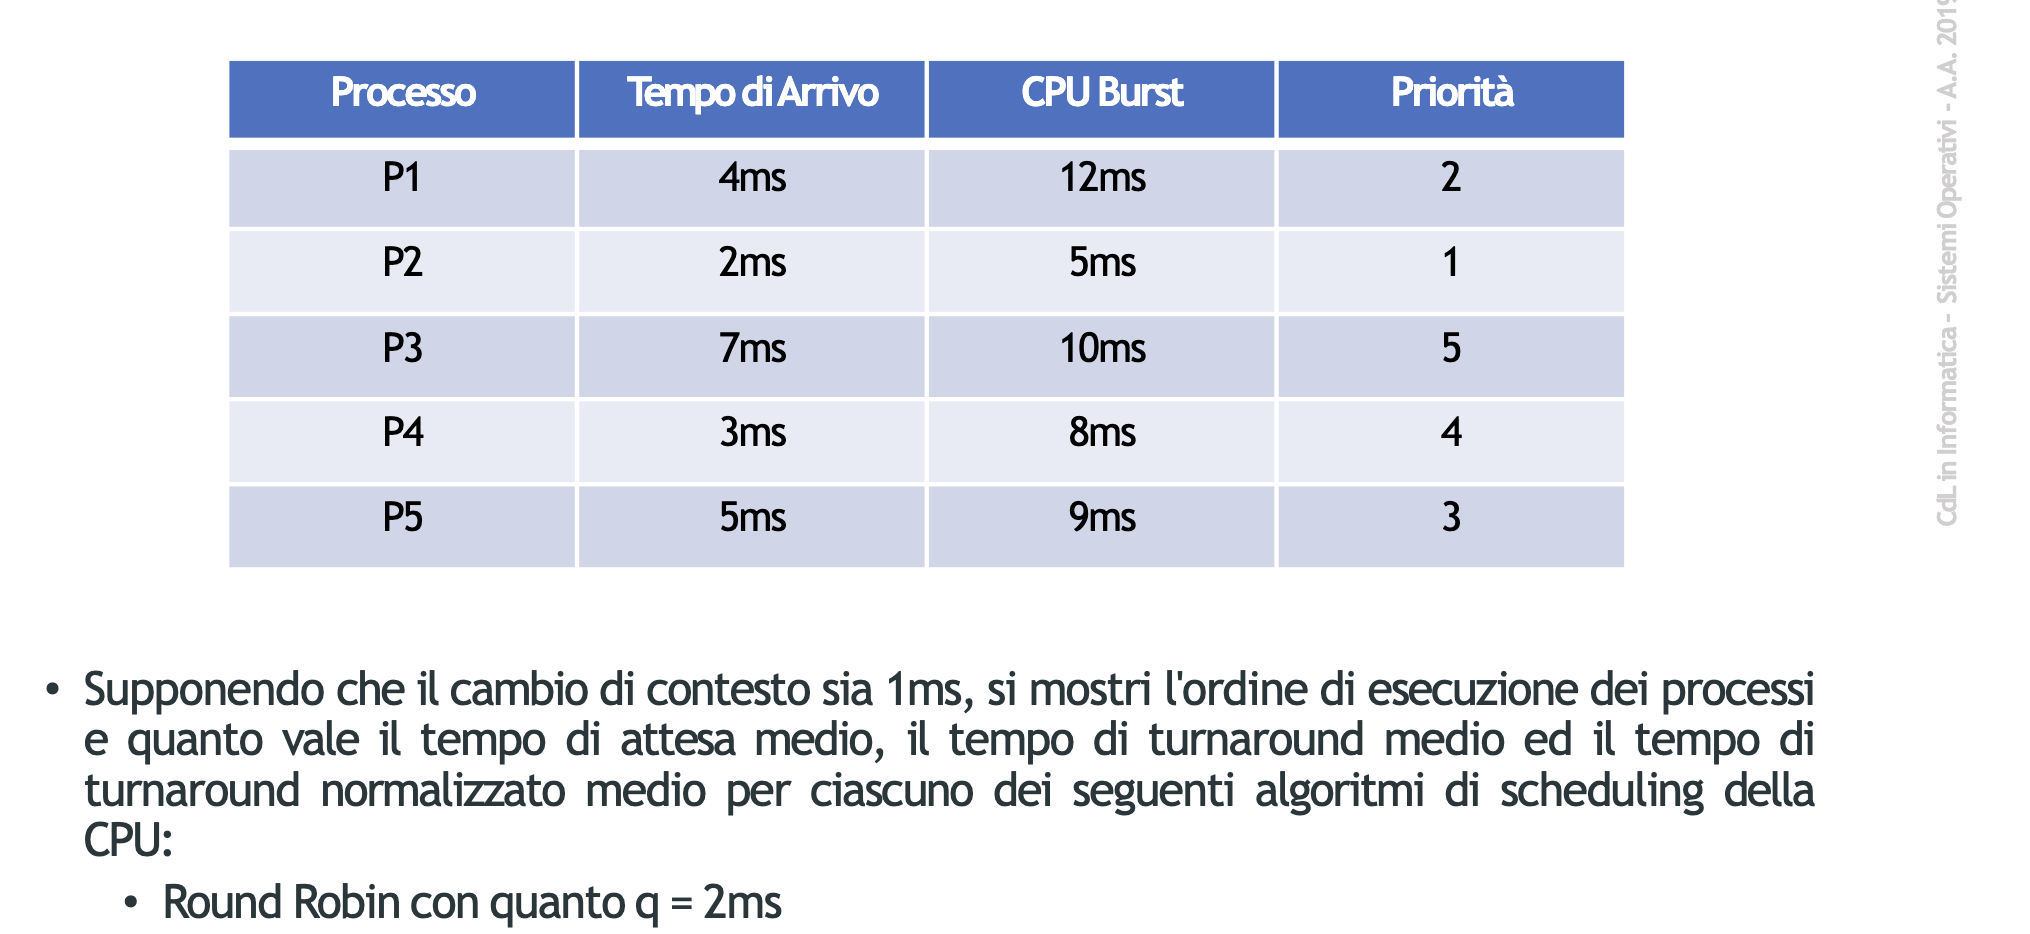 Processo Tempo di Arrivo CPU Burst Priorità
P1 4ms 12ms 2
P2 2ms 5ms 1
P3 7ms 10ms 5
P4 3ms 8ms 4
P5 5ms 9ms 3
• Supponendo che il cambio di contesto sia 1ms, si mostri l'ordine di esecuzione dei processi
e quanto vale il tempo di attesa medio, il tempo di turnaround medio ed il tempo di
turnaround normalizzato medio per ciascuno dei seguenti algoritmi di scheduling della
CPU:
• Round Robin con quanto q = 2ms
CdL in Informatica - Sistemi Operativi - A.A. 2019